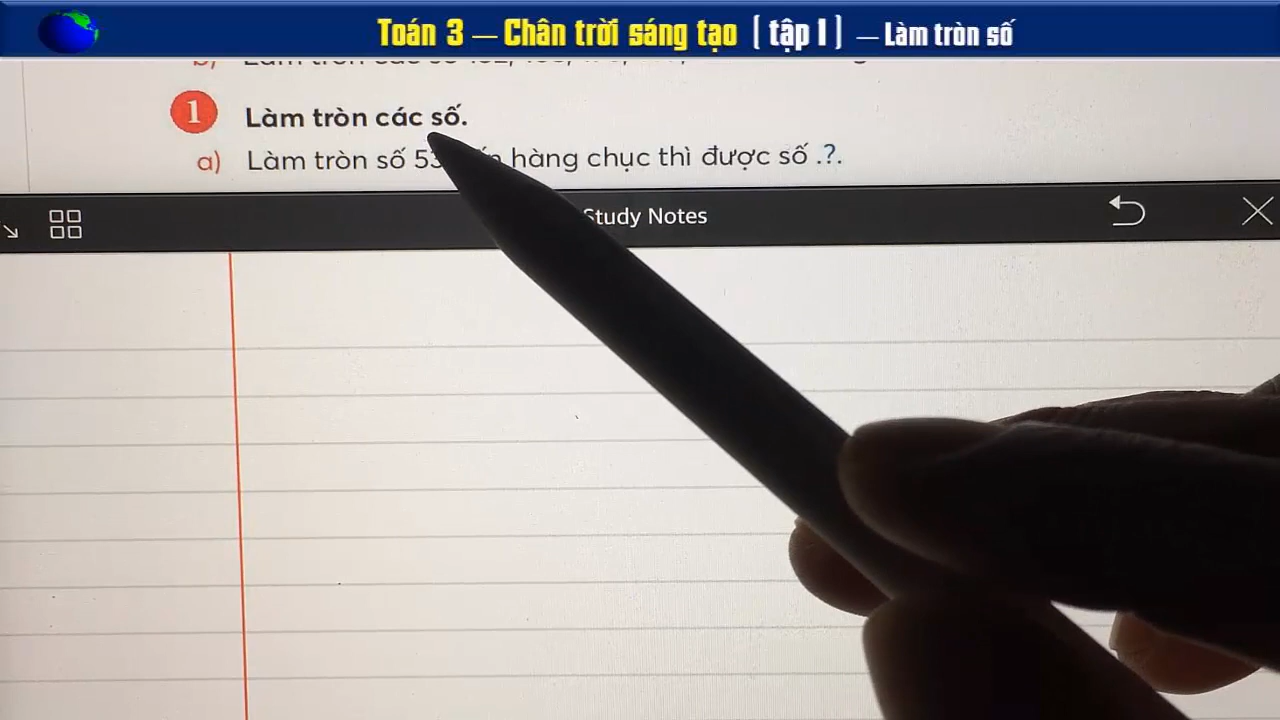 Toán 3 — Chân trời sáng tạo ( tập 1 ) — Làm tròn số
1 Làm tròn các số.
a) Làm tròn số 53 hàng chục thì được số .?.
Study Notes